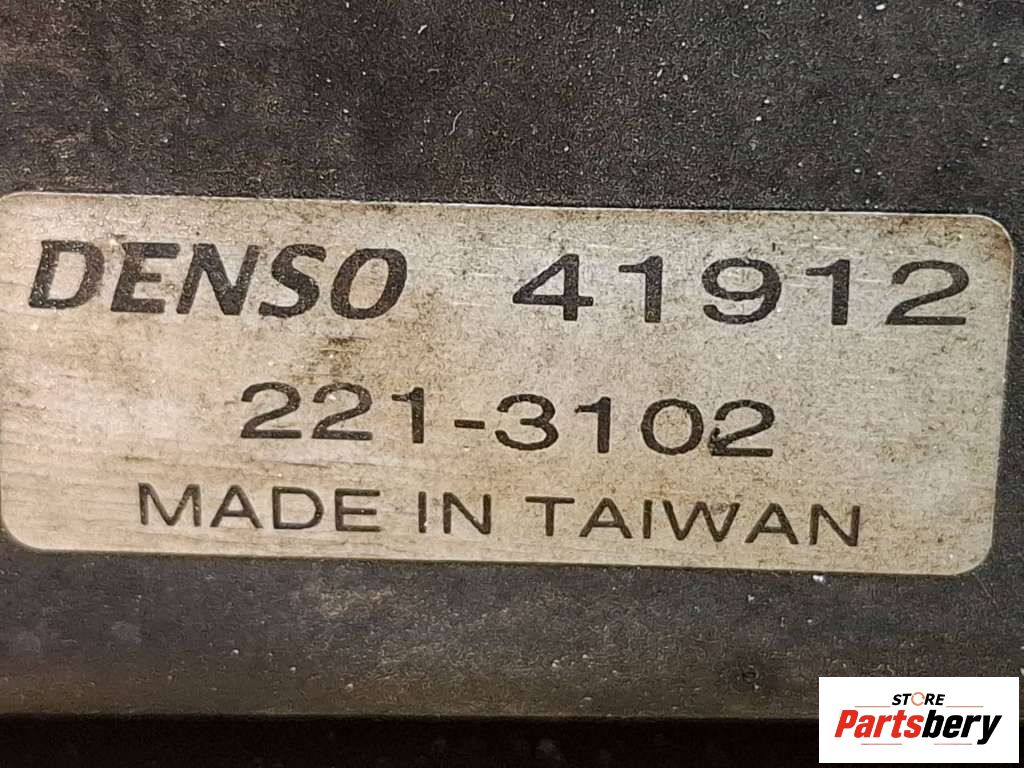 DENSO 41912
221-3102
MADE IN TAIWAN
STORE
Partsbery